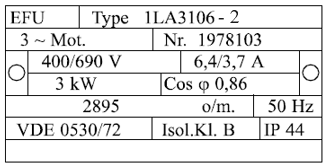 EFU Type 1LA3106-2
3 ~ Mot. Nr. 1978103
400/690 V 6,4/3,7 A
3 kW Cos φ 0,86
2895 o/m. 50 Hz
VDE 0530/72 Isol.Kl. B IP 44